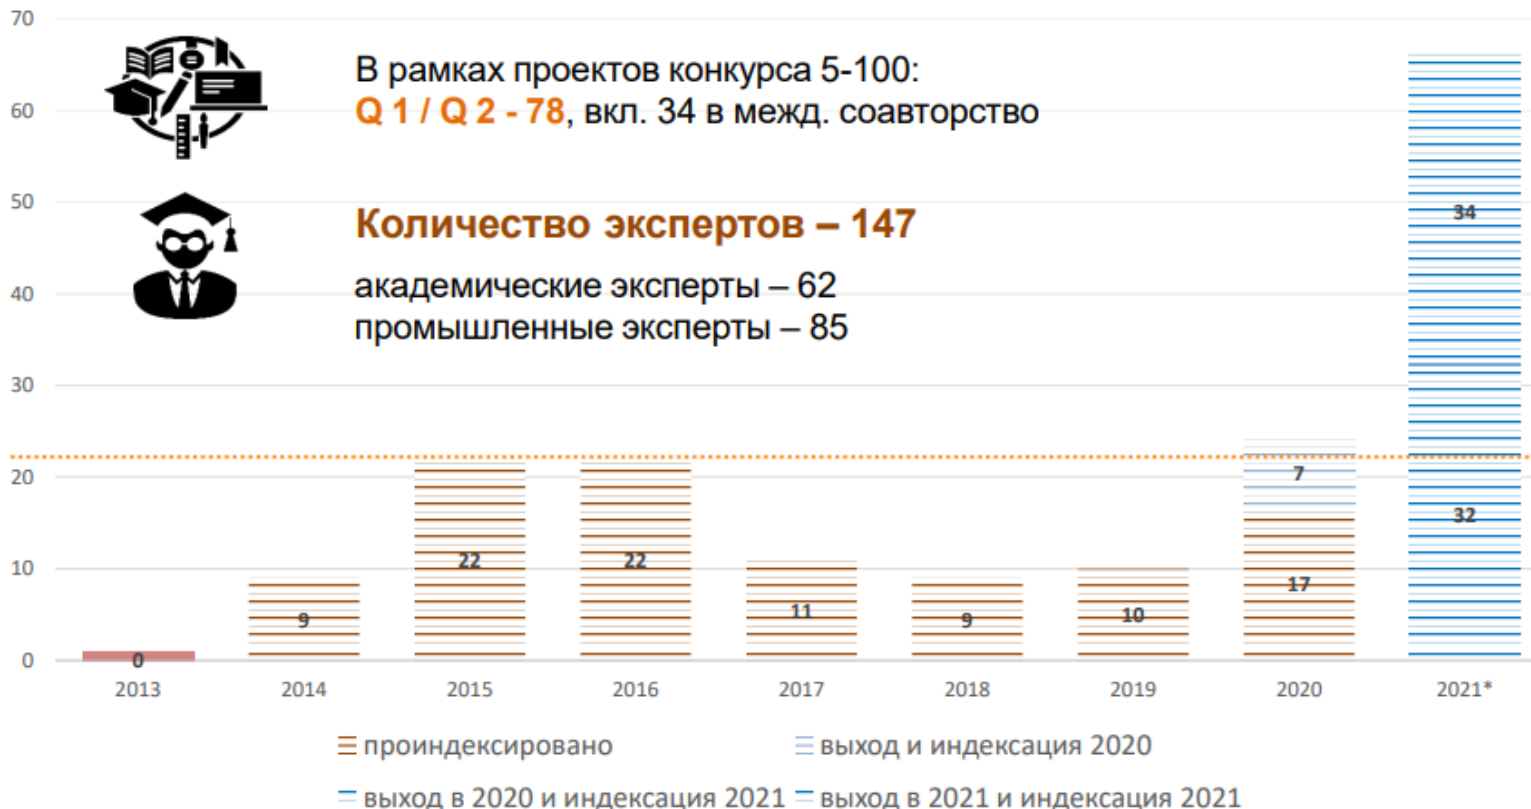 70
В рамках проектов конкурса 5-100:
60
Q 1 / Q 2 - 78, вкл. 34 в межд. соавторство
50
Количество экспертов – 147
34
40
академические эксперты – 62
промышленные эксперты – 85
30
20
7
32
10
22
22
17
9
11
9
10
0
0
2013 2014 2015 2016 2017 2018 2019 2020 2021*
проиндексировано выход и индексация 2020
выход в 2020 и индексация 2021 выход в 2021 и индексация 2021